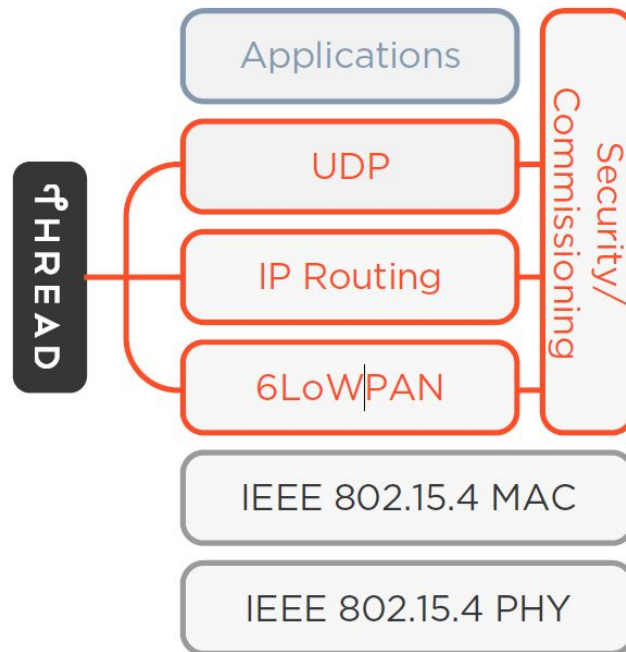 Applications
UDP
IP Routing
6LoWPAN
IEEE 802.15.4 MAC
IEEE 802.15.4 PHY
THREAD
Security/
Commissioning